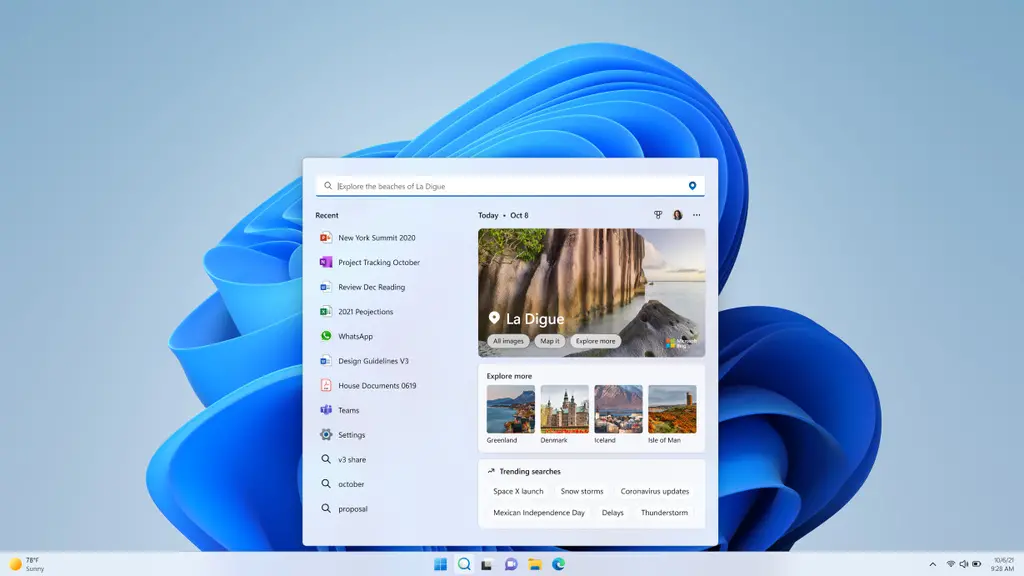 Explore the beaches of La Digue
Recent
New York Summit 2020
Project Tracking October
Review Dec Reading
2021 Peojections
WhatsApp
Design Guidelines V3
House Documents 0619
Teams
Settings
v3 share
october
proposal
Today • Oct 8
La Digue
All images
Map it
Explore more
Microsoft
Bing
Explore more
Greenland
Denmark
Iceland
Isle of Man
Trending searches
Space X launch
Snow storms
Coronavirus updates
Mexican Independence Day
Delays
Thunderstorm
78°F
Sunny
10/6/21
9:28 AM